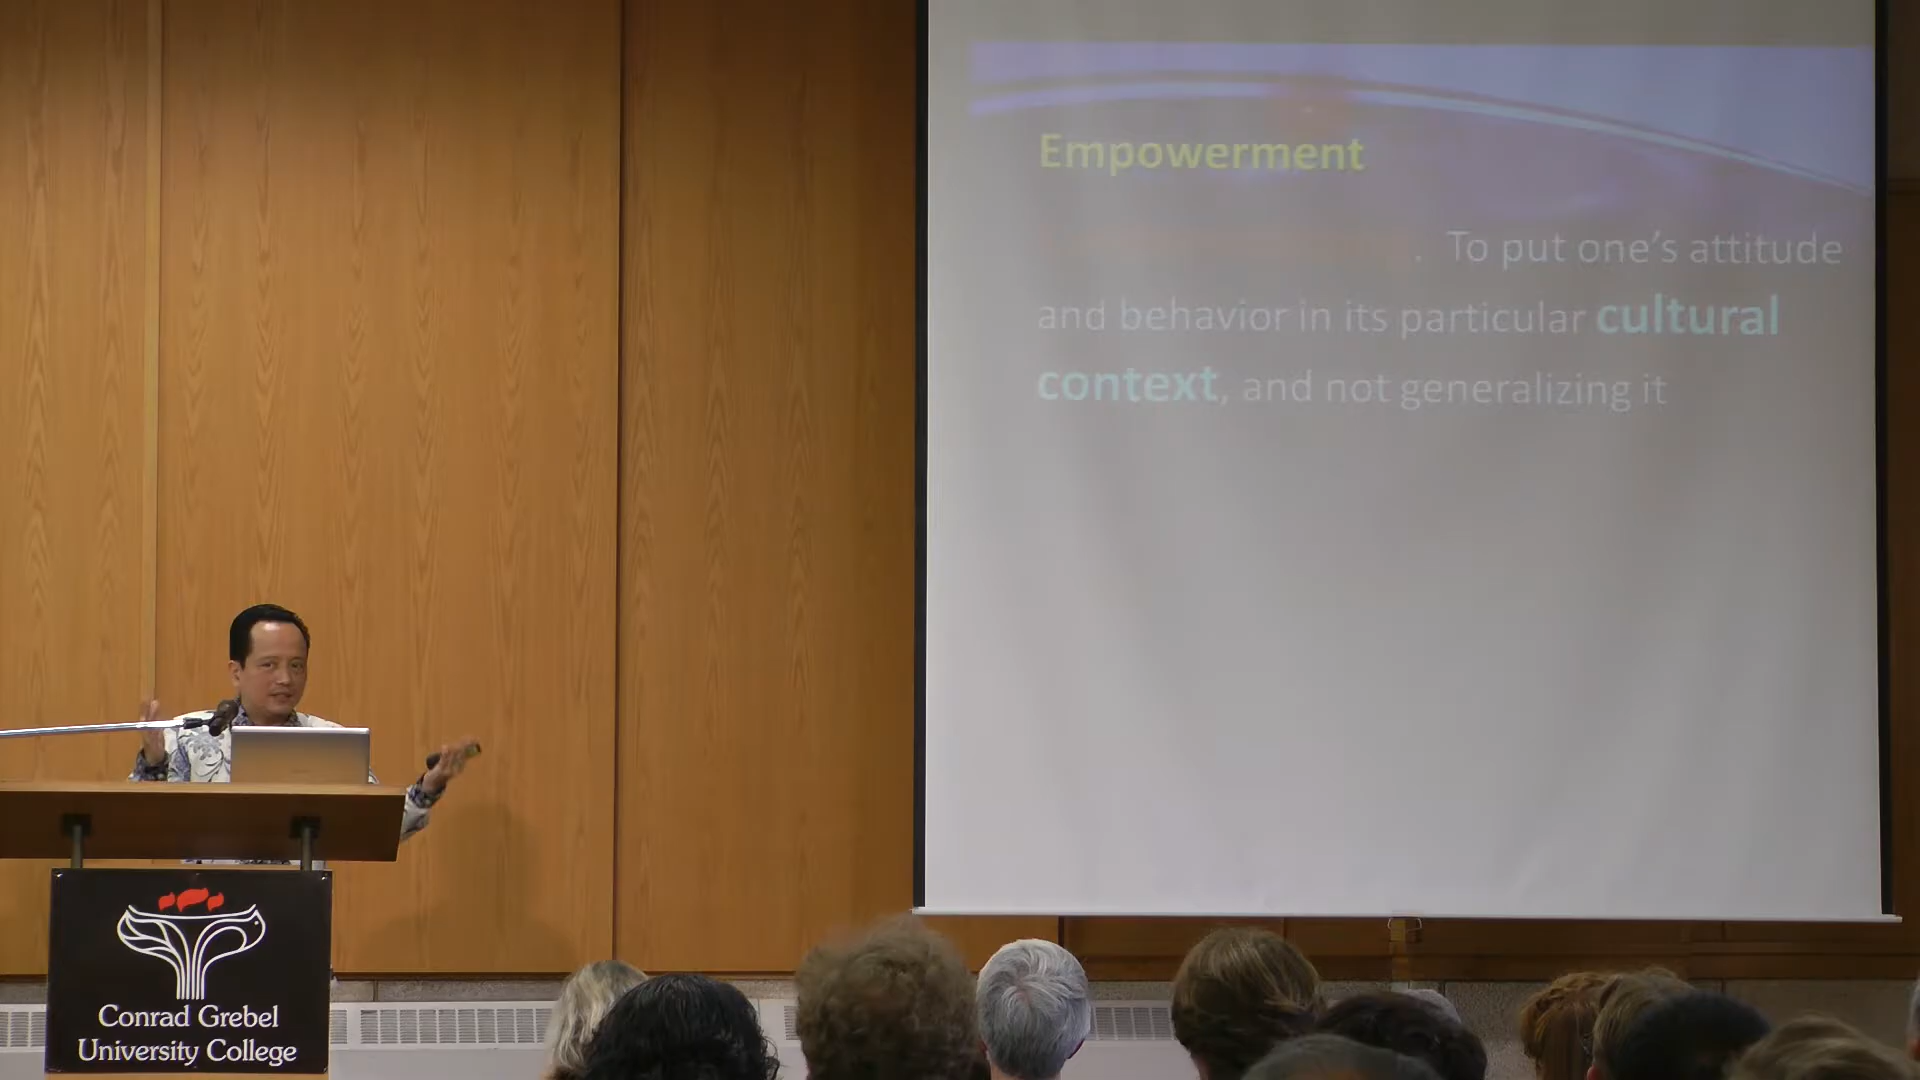 Empowerment
. To put one's attitude
and behavior in its particular cultural
context, and not generalizing it
Conrad Grebel
University College